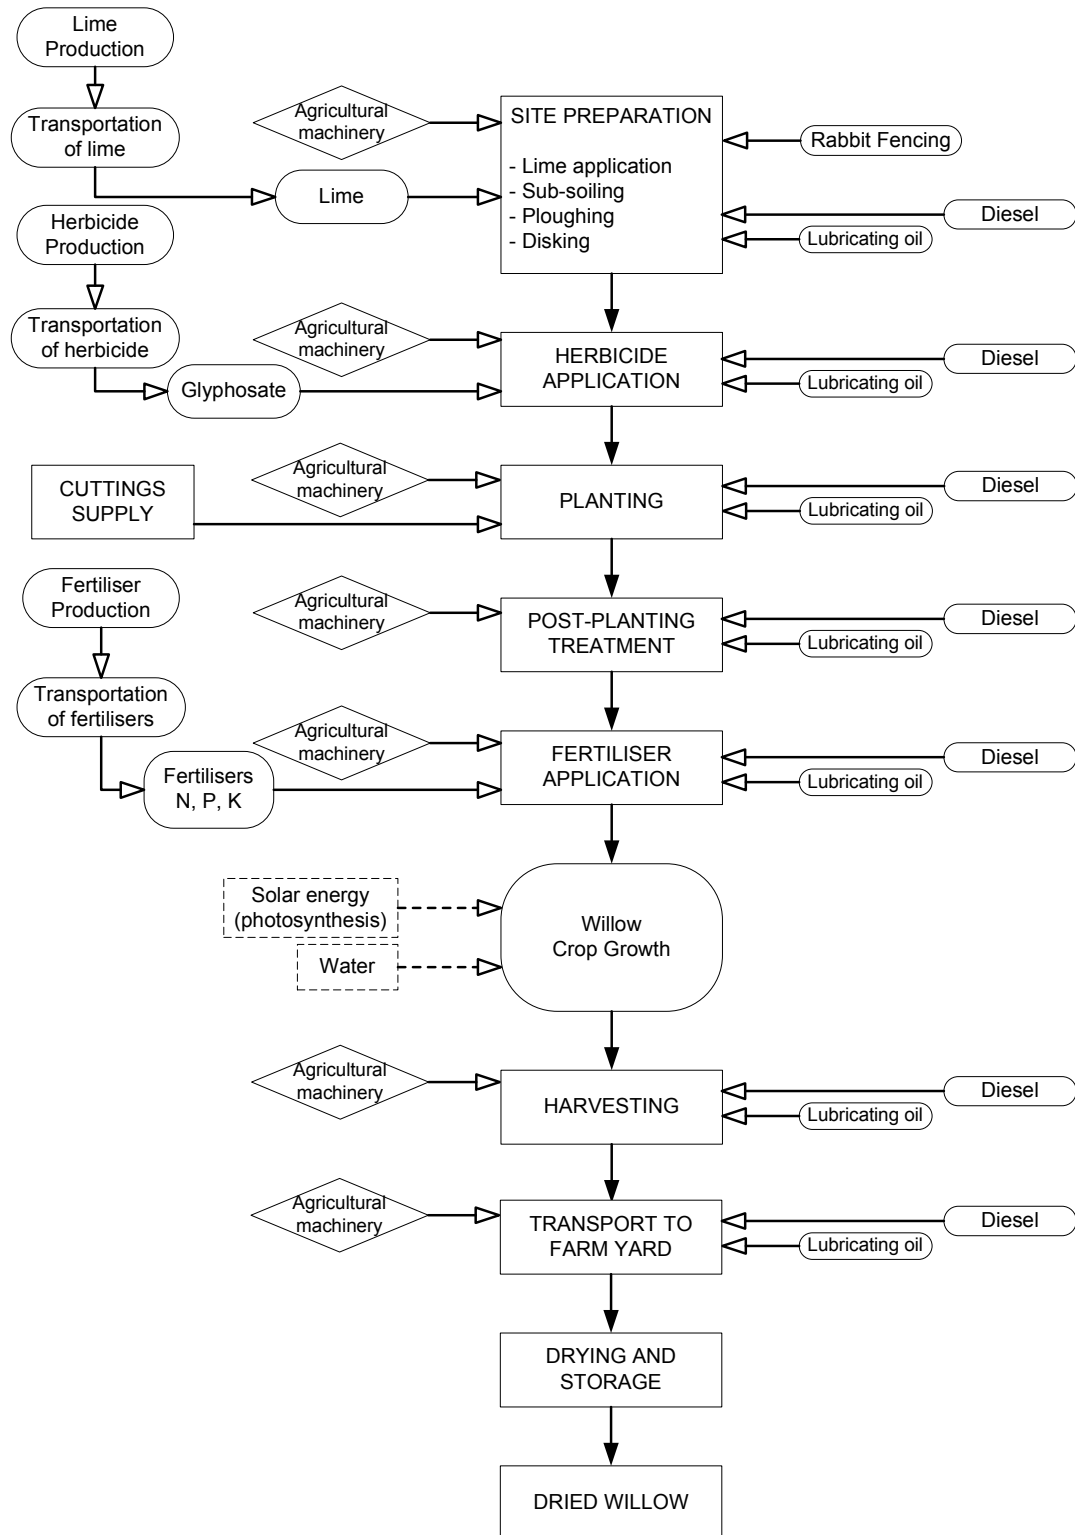 Lime
Production
Transportation
of lime
Agricultural
machinery
SITE PREPARATION
- Lime application
- Sub-soiling
- Ploughing
- Disking
Rabbit Fencing
Lime
Diesel
Lubricating oil
Herbicide
Production
Transportation
of herbicide
Agricultural
machinery
Glyphosate
HERBICIDE
APPLICATION
Diesel
Lubricating oil
CUTTINGS
SUPPLY
Agricultural
machinery
PLANTING
Diesel
Lubricating oil
Fertiliser
Production
Agricultural
machinery
POST-PLANTING
TREATMENT
Diesel
Lubricating oil
Transportation
of fertilisers
Agricultural
machinery
Fertilisers
N, P, K
FERTILISER
APPLICATION
Diesel
Lubricating oil
Solar energy
(photosynthesis)
Water
Willow
Crop Growth
Agricultural
machinery
HARVESTING
Diesel
Lubricating oil
Agricultural
machinery
TRANSPORT TO
FARM YARD
Diesel
Lubricating oil
DRYING AND
STORAGE
DRIED WILLOW